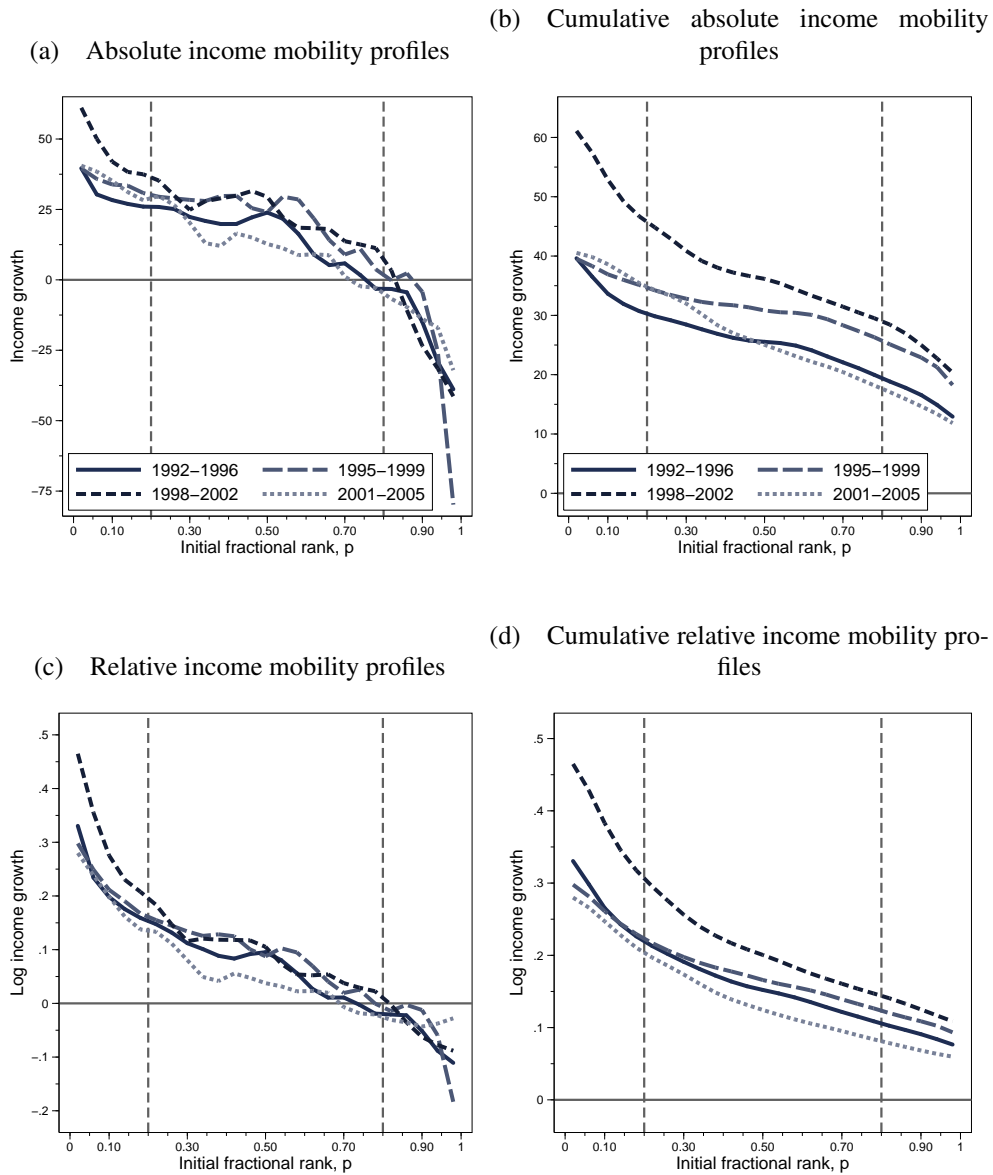 (a) Absolute income mobility profiles
50
25
0
−25
−50
−75
Income growth
1992−1996 1995−1999
1998−2002 2001−2005
0 0.10 0.30 0.50 0.70 0.90 1
Initial fractional rank, p
(b) Cumulative absolute income mobility
profiles
60
50
40
30
20
10
0
Income growth
1992−1996 1995−1999
1998−2002 2001−2005
0 0.10 0.30 0.50 0.70 0.90 1
Initial fractional rank, p
(c) Relative income mobility profiles
.5
.4
.3
.2
.1
0
−.1
−.2
Log income growth
0 0.10 0.30 0.50 0.70 0.90 1
Initial fractional rank, p
(d) Cumulative relative income mobility pro-
files
.5
.4
.3
.2
.1
0
Log income growth
0 0.10 0.30 0.50 0.70 0.90 1
Initial fractional rank, p